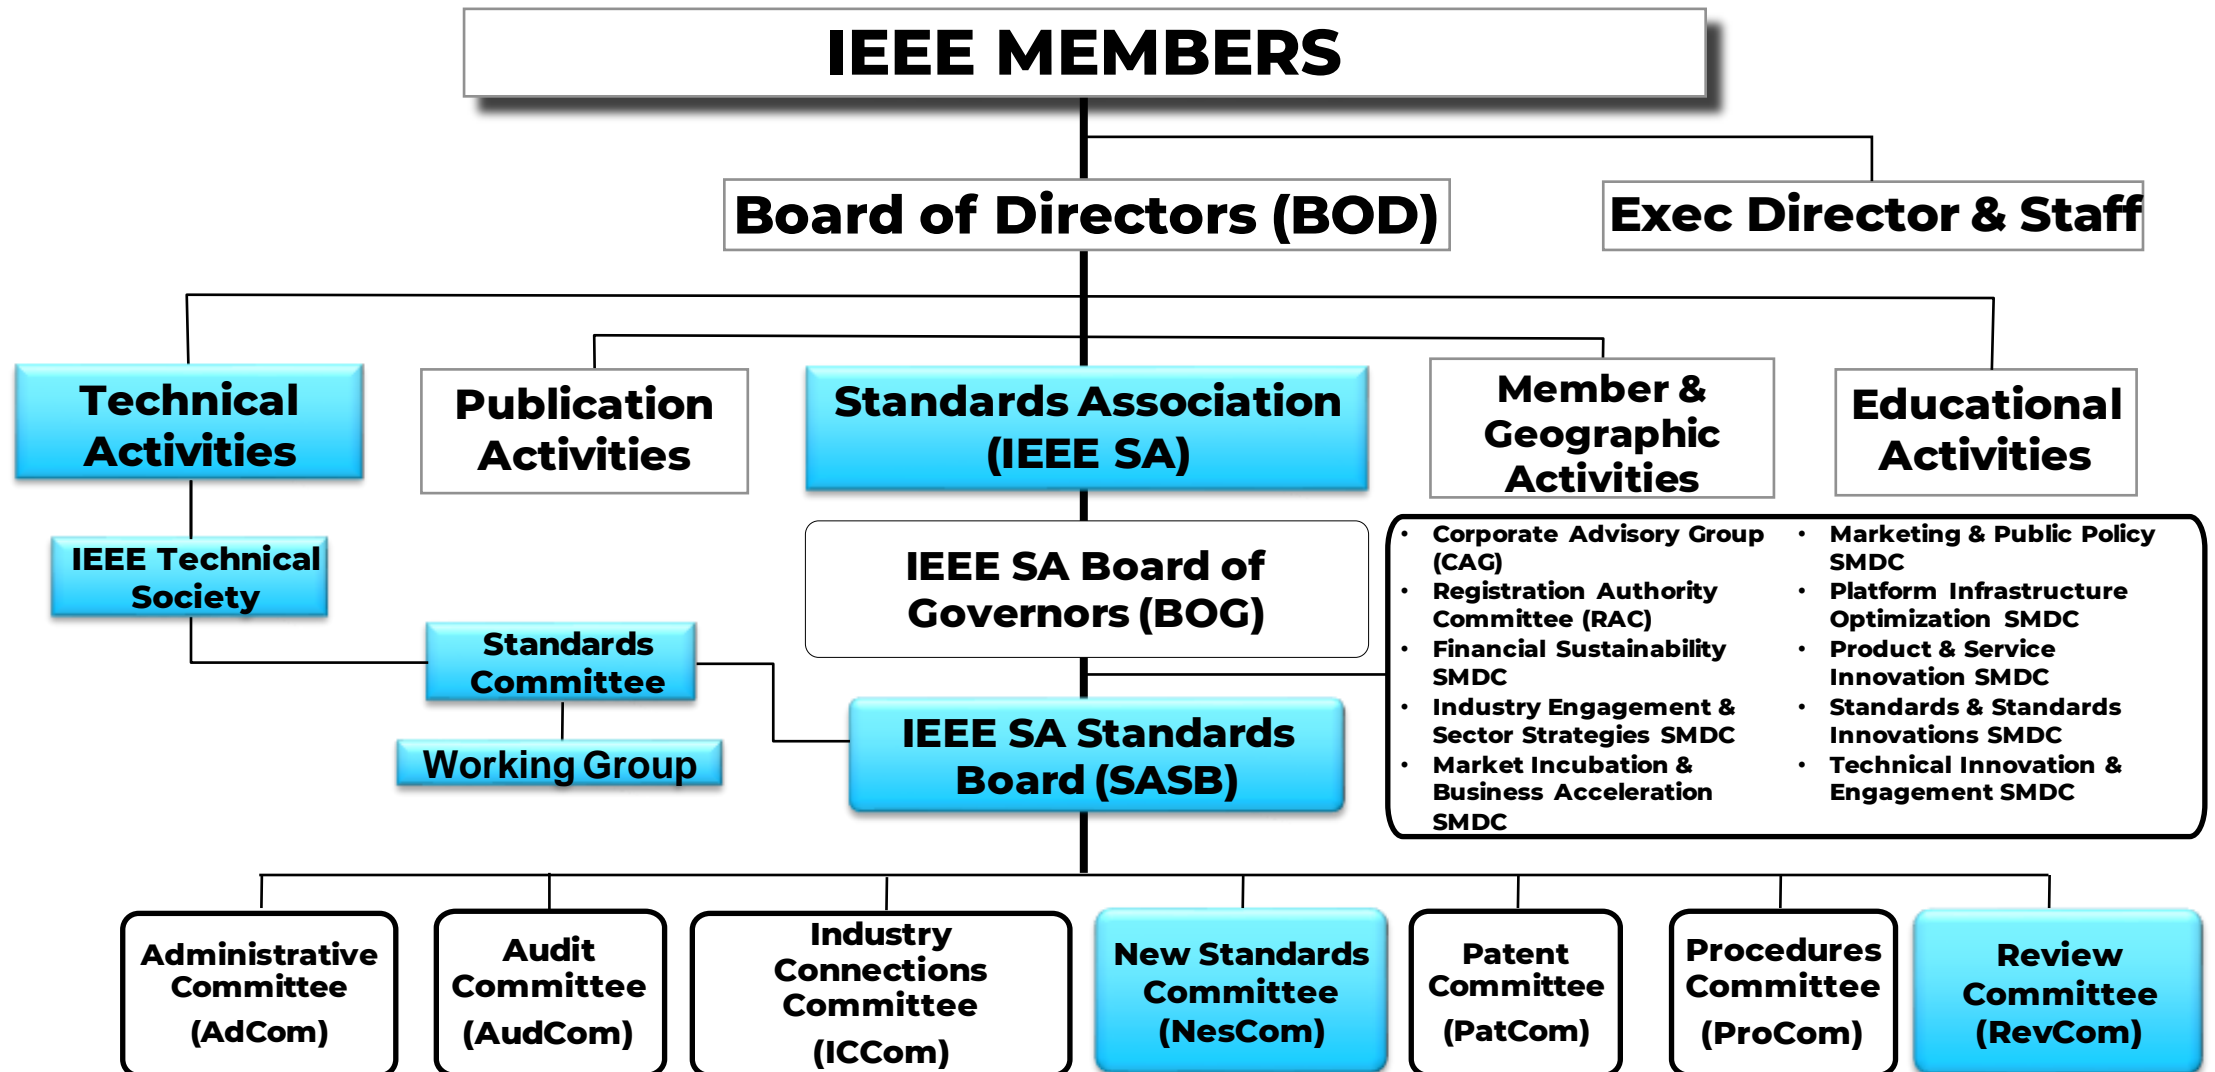 IEEE MEMBERS
Board of Directors (BOD)
Exec Director & Staff
Technical
Activities
Publication
Activities
Standards Association
(IEEE SA)
Member &
Geographic
Activities
Educational
Activities
IEEE Technical
Society
Standards
Committee
Working Group
IEEE SA Board of
Governors (BOG)
IEEE SA Standards
Board (SASB)
• Corporate Advisory Group
(CAG)
• Registration Authority
Committee (RAC)
• Financial Sustainability
SMDC
• Industry Engagement &
Sector Strategies SMDC
• Market Incubation &
Business Acceleration
SMDC
• Marketing & Public Policy
SMDC
• Platform Infrastructure
Optimization SMDC
• Product & Service
Innovation SMDC
• Standards & Standards
Innovations SMDC
• Technical Innovation &
Engagement SMDC
Administrative
Committee
(AdCom)
Audit
Committee
(AudCom)
Industry
Connections
Committee
(ICCom)
New Standards
Committee
(NesCom)
Patent
Committee
(PatCom)
Procedures
Committee
(ProCom)
Review
Committee
(RevCom)